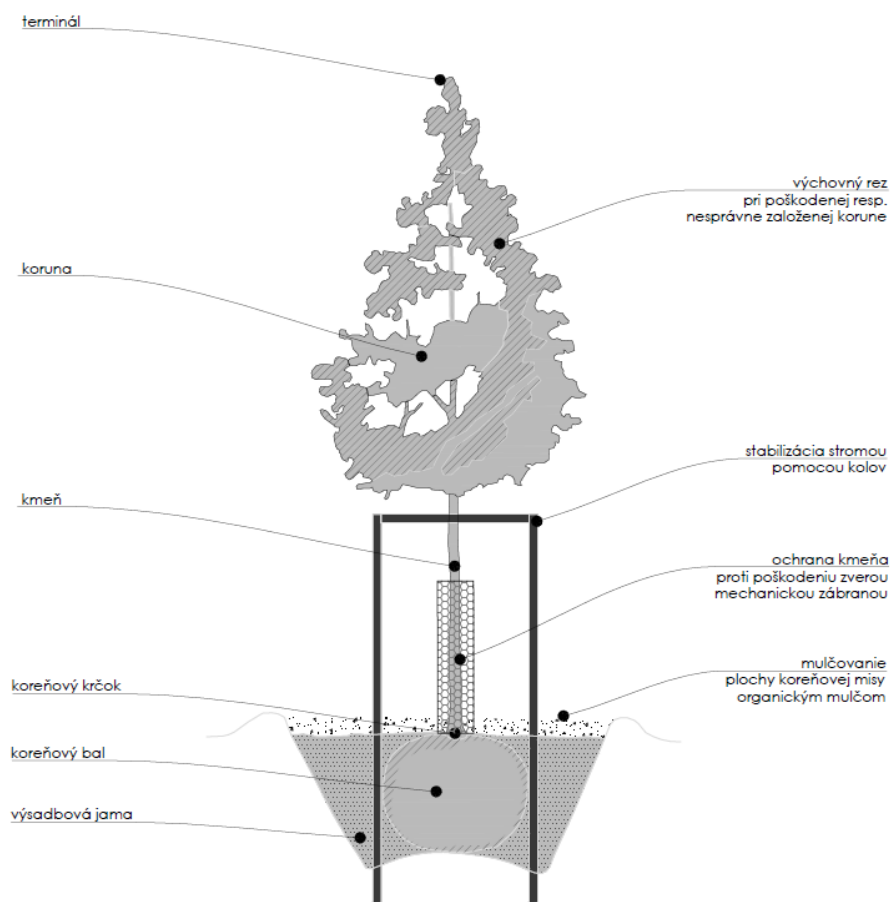 terminál
výchovný rez
pri poškodenej resp.
nesprávne založenej korune
koruna
stabilizácia stromou
pomocou kolov
kmeň
ochrana kmeňa
proti poškodeniu zverou
mechanickou zábranou
mulčovanie
plochy koreňovej misy
organickým mulčom
koreňový krčok
koreňový bal
výsadbová jama